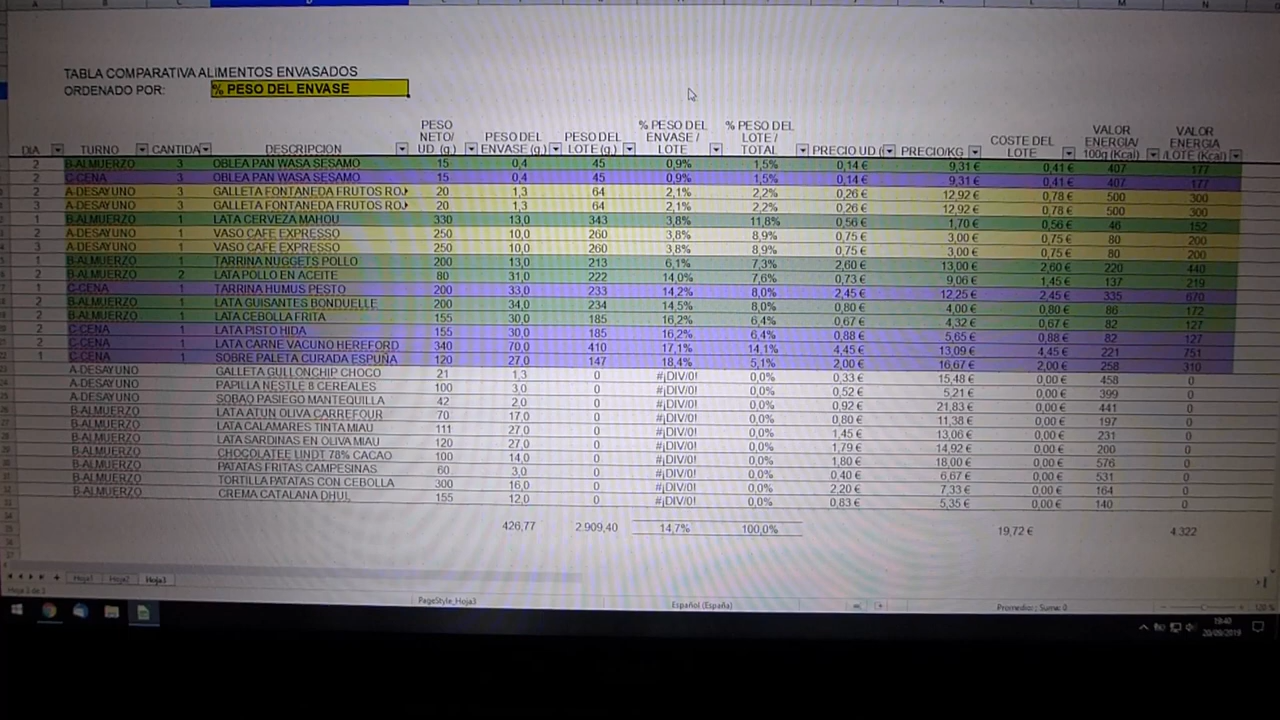 TABLA COMPARATIVA ALIMENTOS ENVASADOS
ORDENADO POR: % PESO DEL ENVASE
DIA TURNO CANTIDA DESCRIPCION PESO NETO/ UD (g.) PESO DEL ENVASE (g.) PESO DEL LOTE (g.) % PESO DEL ENVASE / LOTE % PESO DEL LOTE / TOTAL PRECIO UD ( PRECIO/KG COSTE DEL LOTE VALOR ENERGIA/ 100g (Kcal) VALOR ENERGIA /LOTE (Kcal)
2 B-ALMUERZO 3 OBLEA PAN WASA SESAMO 15 0,4 45 0,9% 1,5% 0,14 € 9,31 € 0,41 € 407 177
2 C-CENA 3 OBLEA PAN WASA SESAMO 15 0,4 45 0,9% 1,5% 0,14 € 9,31 € 0,41 € 407 177
2 A-DESAYUNO 3 GALLETA FONTANEDA FRUTOS ROJ 20 1,3 64 2,1% 2,2% 0,26 € 12,92 € 0,78 € 500 300
3 A-DESAYUNO 3 GALLETA FONTANEDA FRUTOS ROJ 20 1,3 64 2,1% 2,2% 0,26 € 12,92 € 0,78 € 500 300
1 B-ALMUERZO 1 LATA CERVEZA MAHOU 330 13,0 343 3,8% 11,8% 0,56 € 1,70 € 0,56 € 46 152
2 A-DESAYUNO 1 VASO CAFE EXPRESSO 250 10,0 260 3,8% 8,9% 0,75 € 3,00 € 0,75 € 80 200
3 A-DESAYUNO 1 VASO CAFE EXPRESSO 250 10,0 260 3,8% 8,9% 0,75 € 3,00 € 0,75 € 80 200
1 B-ALMUERZO 1 TARRINA NUGGETS POLLO 200 13,0 213 6,1% 7,3% 2,60 € 13,00 € 2,60 € 220 440
2 B-ALMUERZO 2 LATA POLLO EN ACEITE 80 31,0 222 14,0% 7,6% 0,73 € 9,06 € 1,45 € 137 219
1 C-CENA 1 TARRINA HUMUS PESTO 200 33,0 233 14,2% 8,0% 2,45 € 12,25 € 2,45 € 335 670
2 B-ALMUERZO 1 LATA GUISANTES BONDUELLE 200 34,0 234 14,5% 8,0% 0,80 € 4,00 € 0,80 € 86 172
1 B-ALMUERZO 1 LATA CEBOLLA FRITA 155 30,0 185 16,2% 6,4% 0,67 € 4,32 € 0,67 € 82 127
2 C-CENA 1 LATA PISTO HIDA 155 30,0 185 16,2% 6,4% 0,88 € 5,65 € 0,88 € 82 127
2 C-CENA 1 LATA CARNE VACUNO HEREFORD 340 70,0 410 17,1% 14,1% 4,45 € 13,09 € 4,45 € 221 751
1 C-CENA 1 SOBRE PALETA CURADA ESPUÑA 120 27,0 147 18,4% 5,1% 2,00 € 16,67 € 2,00 € 258 310
A-DESAYUNO GALLETA GULLONCHIP CHOCO 21 1,3 0 #¡DIV/0! 0,0% 0,33 € 15,48 € 0,00 € 458 0
A-DESAYUNO PAPILLA NESTLE 8 CEREALES 100 3,0 0 #¡DIV/0! 0,0% 0,52 € 5,21 € 0,00 € 399 0
A-DESAYUNO SOBAO PASIEGO MANTEQUILLA 42 2,0 0 #¡DIV/0! 0,0% 0,92 € 21,83 € 0,00 € 441 0
B-ALMUERZO LATA ATUN OLIVA CARREFOUR 70 17,0 0 #¡DIV/0! 0,0% 0,80 € 11,38 € 0,00 € 197 0
B-ALMUERZO LATA CALAMARES TINTA MIAU 111 27,0 0 #¡DIV/0! 0,0% 1,45 € 13,06 € 0,00 € 231 0
B-ALMUERZO LATA SARDINAS EN OLIVA MIAU 120 27,0 0 #¡DIV/0! 0,0% 1,79 € 14,92 € 0,00 € 200 0
B-ALMUERZO CHOCOLATEE LINDT 78% CACAO 100 14,0 0 #¡DIV/0! 0,0% 1,80 € 18,00 € 0,00 € 576 0
B-ALMUERZO PATATAS FRITAS CAMPESINAS 60 3,0 0 #¡DIV/0! 0,0% 0,40 € 6,67 € 0,00 € 531 0
B-ALMUERZO TORTILLA PATATAS CON CEBOLLA 300 16,0 0 #¡DIV/0! 0,0% 2,20 € 7,33 € 0,00 € 164 0
B-ALMUERZO CREMA CATALANA DHUL 155 12,0 0 #¡DIV/0! 0,0% 0,83 € 5,35 € 0,00 € 140 0
426,77 2.909,40 14,7% 100,0% 19,72 € 4.322
Hoja1 Hoja2 Hoja3
Hoja 3 de 3 PageStyle_Hoja3 Español (España) Promedio: ; Suma: 0 120 %
19:40
20/09/2019